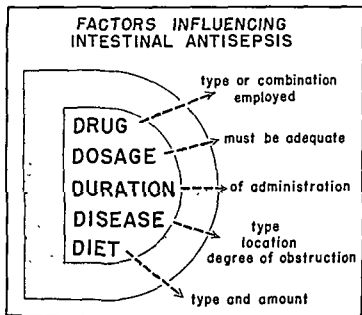 FACTORS INFLUENCING
INTESTINAL ANTISEPSIS
type or combination
employed
DRUG
must be adequate
DOSAGE
DURATION
of administration
DISEASE
type
location
degree of obstruction
DIET
type and amount